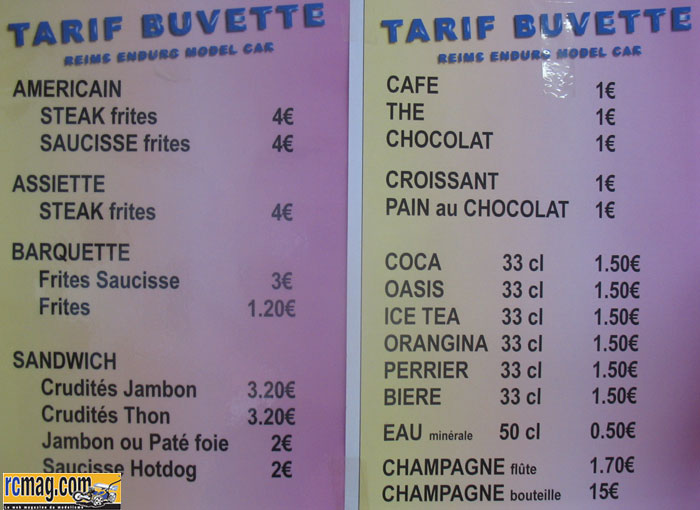 TARIF BUVETTE
REIMS ENDURO MODEL CAR
AMERICAIN
STEAK frites 4€
SAUCISSE frites 4€
ASSIETTE
STEAK frites 4€
BARQUETTE
Frites Saucisse 3€
Frites 1.20€
SANDWICH
Crudités Jambon 3.20€
Crudités Thon 3.20€
Jambon ou Paté foie 2€
Saucisse Hotdog 2€
rcmag.com
Le web magazine du modélisme
TARIF BUVETTE
REIMS ENDURO MODEL CAR
CAFE 1€
THE 1€
CHOCOLAT 1€
CROISSANT 1€
PAIN au CHOCOLAT 1€
COCA 33 cl 1.50€
OASIS 33 cl 1.50€
ICE TEA 33 cl 1.50€
ORANGINA 33 cl 1.50€
PERRIER 33 cl 1.50€
BIERE 33 cl 1.50€
EAU minérale 50 cl 0.50€
CHAMPAGNE flûte 1.70€
CHAMPAGNE bouteille 15€